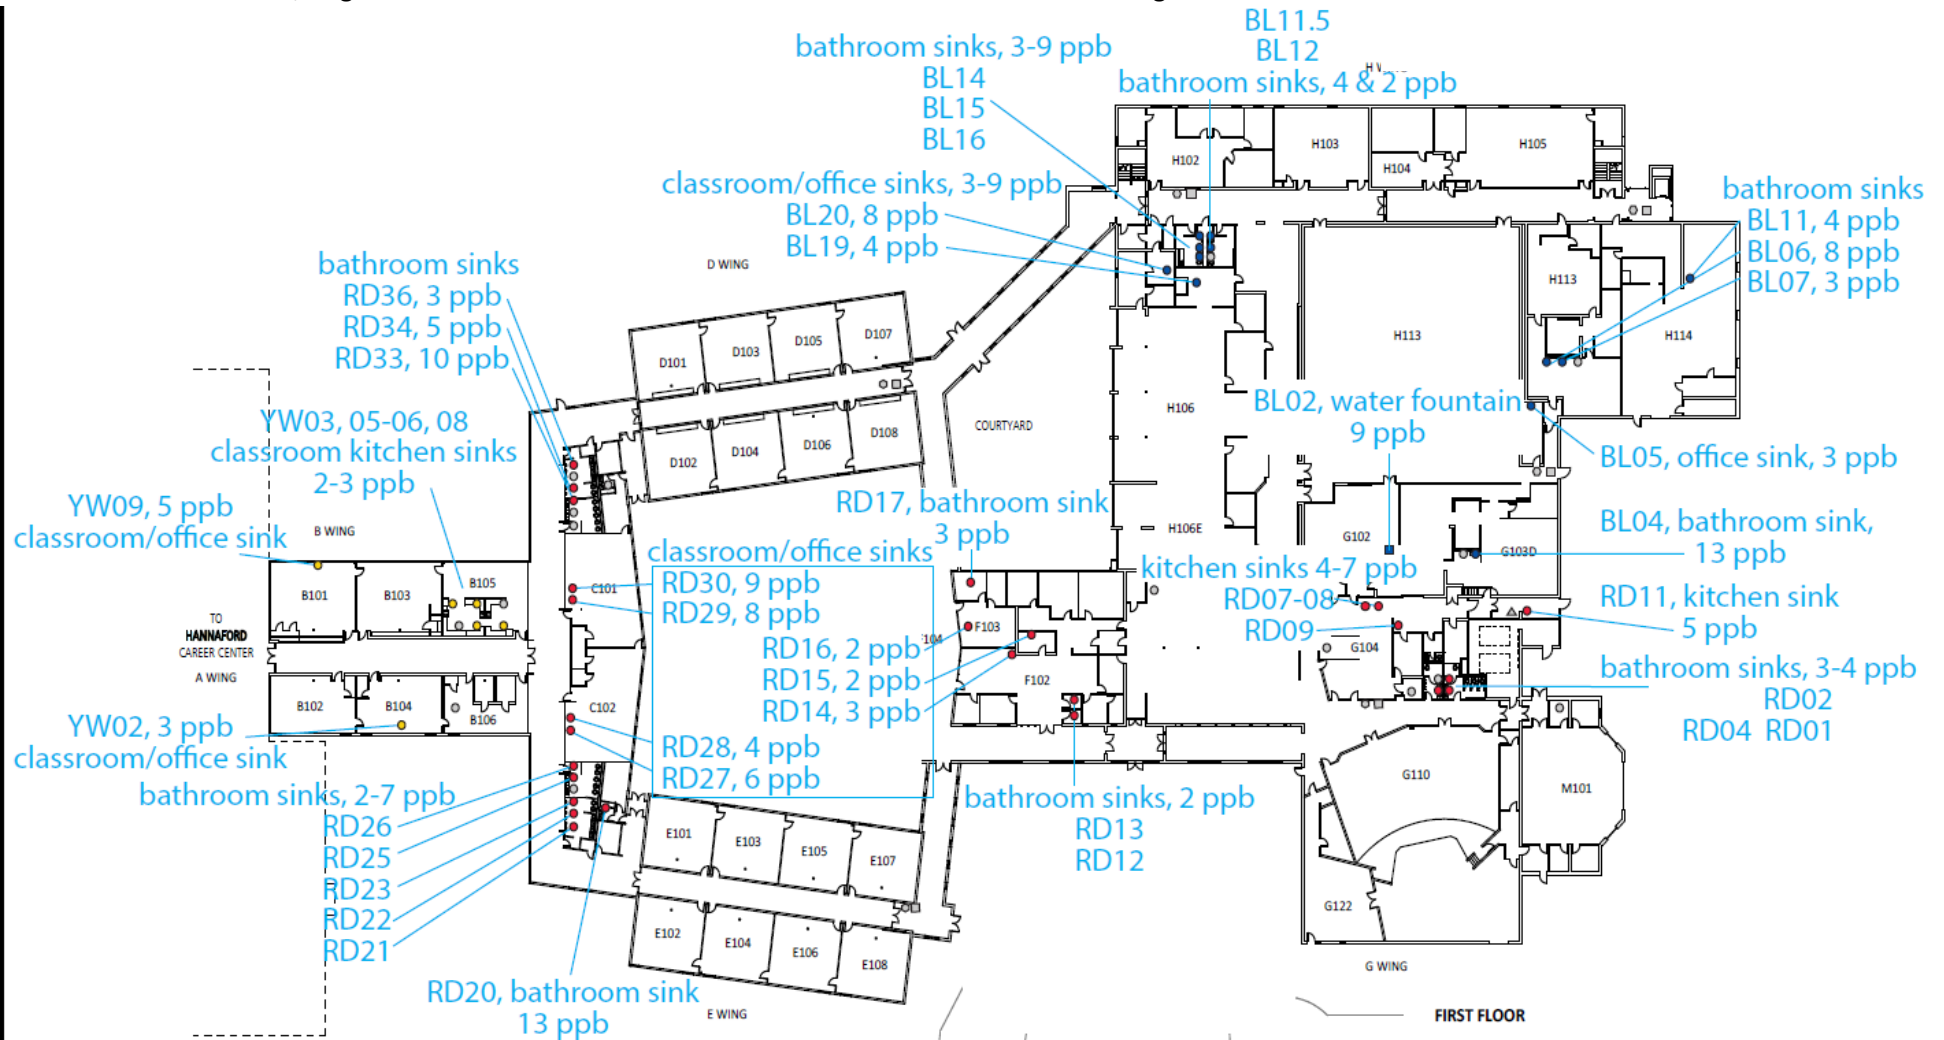 BL11.5
BL12
bathroom sinks, 4 & 2 ppb
bathroom sinks, 3-9 ppb
BL14
BL15
BL16
classroom/office sinks, 3-9 ppb
BL20, 8 ppb
BL19, 4 ppb
bathroom sinks
BL11, 4 ppb
BL06, 8 ppb
BL07, 3 ppb
H102
H103
H104
H105
H113
H114
H113
H106
H106E
D WING
bathroom sinks
RD36, 3 ppb
RD34, 5 ppb
RD33, 10 ppb
D101
D103
D105
D107
D102
D104
D106
D108
COURTYARD
BL02, water fountain
9 ppb
BL05, office sink, 3 ppb
YW03, 05-06, 08
classroom kitchen sinks
2-3 ppb
YW09, 5 ppb
classroom/office sink
B WING
RD17, bathroom sink
3 ppb
G102
G103D
BL04, bathroom sink,
13 ppb
classroom/office sinks
RD30, 9 ppb
RD29, 8 ppb
kitchen sinks 4-7 ppb
RD07-08
RD09
RD11, kitchen sink
5 ppb
B101
B103
B105
C101
TO
HANNAFORD
CAREER CENTER
A WING
F103
F104
RD16, 2 ppb
RD15, 2 ppb
RD14, 3 ppb
F102
G104
bathroom sinks, 3-4 ppb
RD02
RD04 RD01
B102
B104
B106
C102
YW02, 3 ppb
classroom/office sink
RD28, 4 ppb
RD27, 6 ppb
bathroom sinks, 2-7 ppb
RD26
RD25
RD23
RD22
RD21
bathroom sinks, 2 ppb
RD13
RD12
G110
M101
G122
E101
E103
E105
E107
E102
E104
E106
E108
RD20, bathroom sink
13 ppb
E WING
G WING
FIRST FLOOR